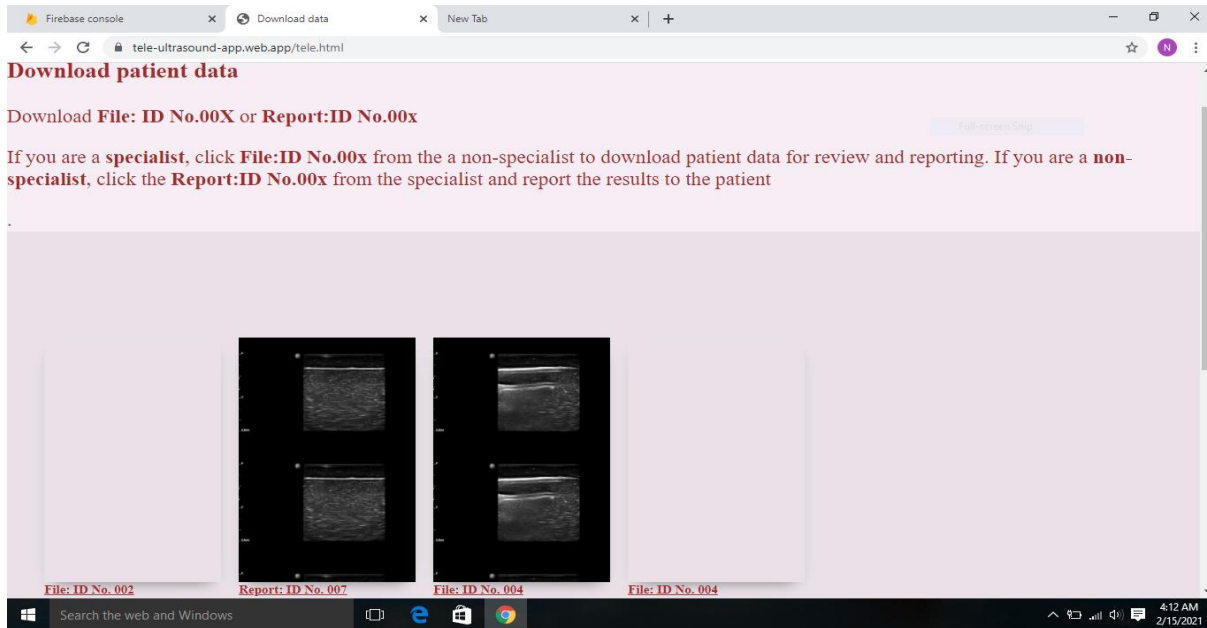 Firebase console
Download data
New Tab
tele-ultrasound-app.web.app/tele.html
N
Download patient data
Download File: ID No.00X or Report:ID No.00x
Full-screen Snip
If you are a specialist, click File:ID No.00x from the a non-specialist to download patient data for review and reporting. If you are a non-
specialist, click the Report:ID No.00x from the specialist and report the results to the patient
.
File: ID No. 002
Report: ID No. 007
File: ID No. 004
File: ID No. 004
Search the web and Windows
4:12 AM
2/15/2021